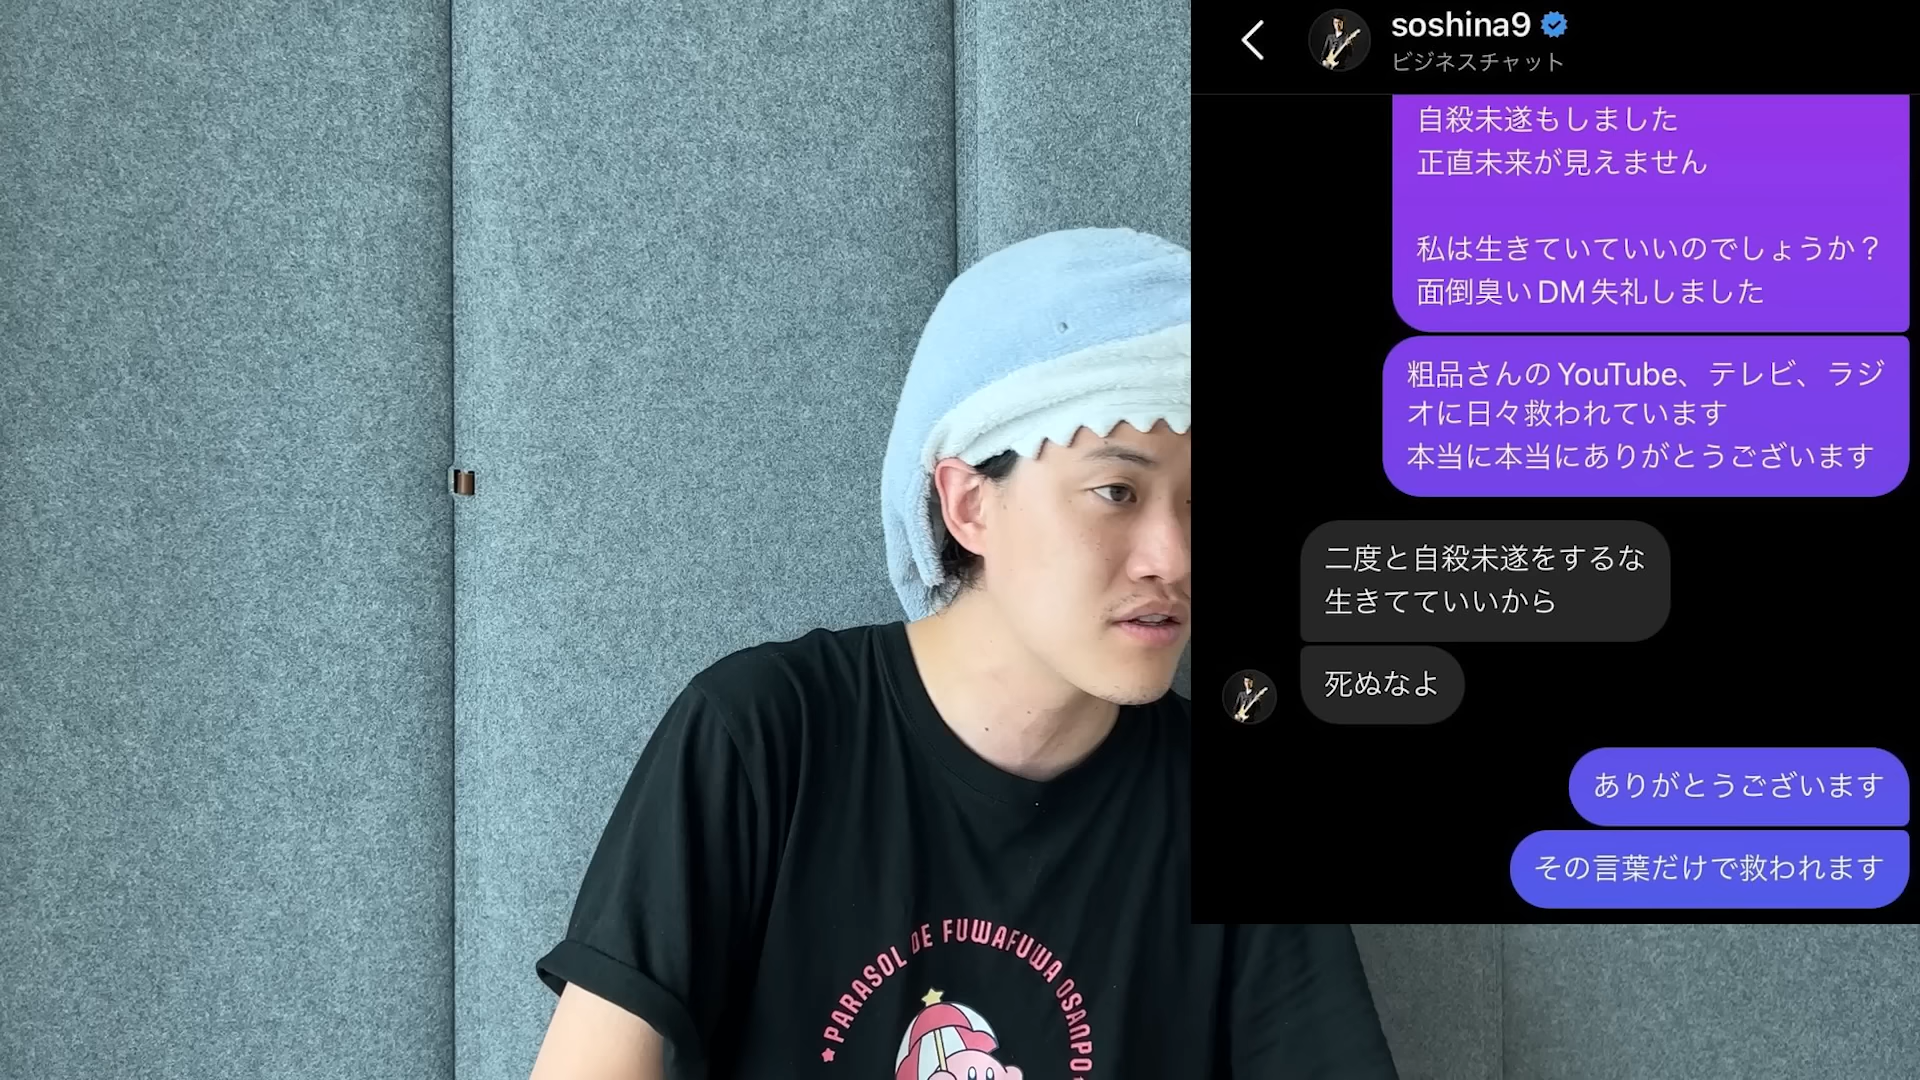 soshina9
ビジネスチャット
自殺未遂もしました
正直未来が見えません
私は生きていていいのでしょうか？
面倒臭いDM失礼しました
粗品さんのYouTube、テレビ、ラジ
オに日々救われています
本当に本当にありがとうございます
二度と自殺未遂をするな
生きてていいから
死ぬなよ
ありがとうございます
その言葉だけで救われます
PARASOL DE FUWAFUWA OSANPO